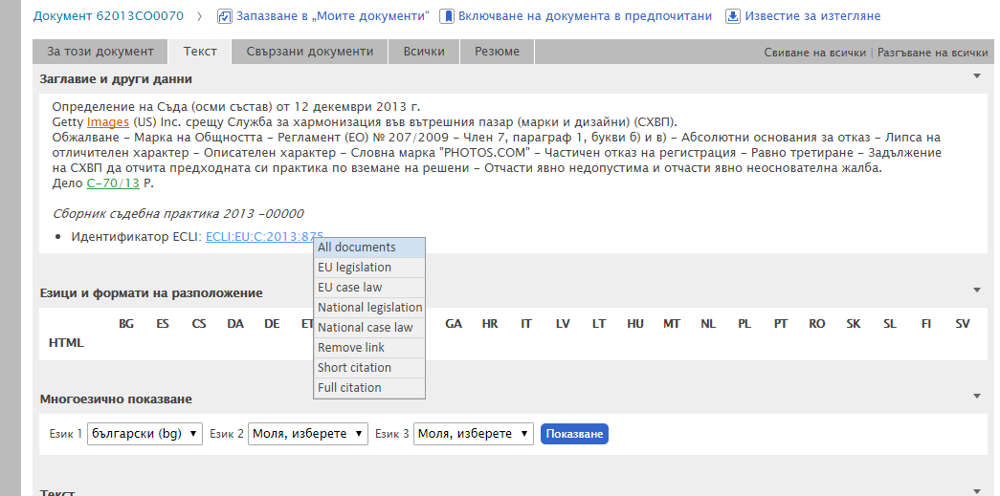 Документ 62013CO0070 > Запазване в „Моите документи“ Включване на документа в предпочитани Известие за изтегляне
За този документ Текст Свързани документи Всички Резюме Свиване на всички | Разгъване на всички
Заглавие и други данни
Определение на Съда (осми състав) от 12 декември 2013 г.
Getty Images (US) Inc. срещу Служба за хармонизация във вътрешния пазар (марки и дизайни) (СХВП).
Обжалване – Марка на Общността – Регламент (ЕО) № 207/2009 – Член 7, параграф 1, букви б) и в) – Абсолютни основания за отказ – Липса на
отличителен характер – Описателен характер – Словна марка "PHOTOS.COM" – Частичен отказ на регистрация – Равно третиране – Задължение
на СХВП да отчита предходната си практика по вземане на решени – Отчасти явно недопустима и отчасти явно неоснователна жалба.
Дело C-70/13 P.
Сборник съдебна практика 2013 -00000
• Идентификатор ECLI: ECLI:EU:C:2013:875
All documents
EU legislation
EU case law
National legislation
National case law
Remove link
Short citation
Full citation
Езици и формати на разположение
BG ES CS DA DE ET GA HR IT LV LT HU MT NL PL PT RO SK SL FI SV
HTML
Многоезично показване
Език 1 български (bg) Език 2 Моля, изберете Език 3 Моля, изберете Показване
Текст